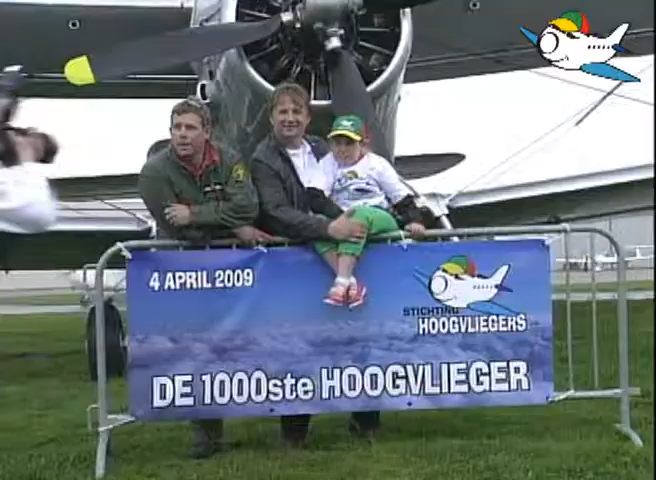 4 APRIL 2009
STICHTING
HOOGVLIEGERS
DE 1000ste HOOGVLIEGER